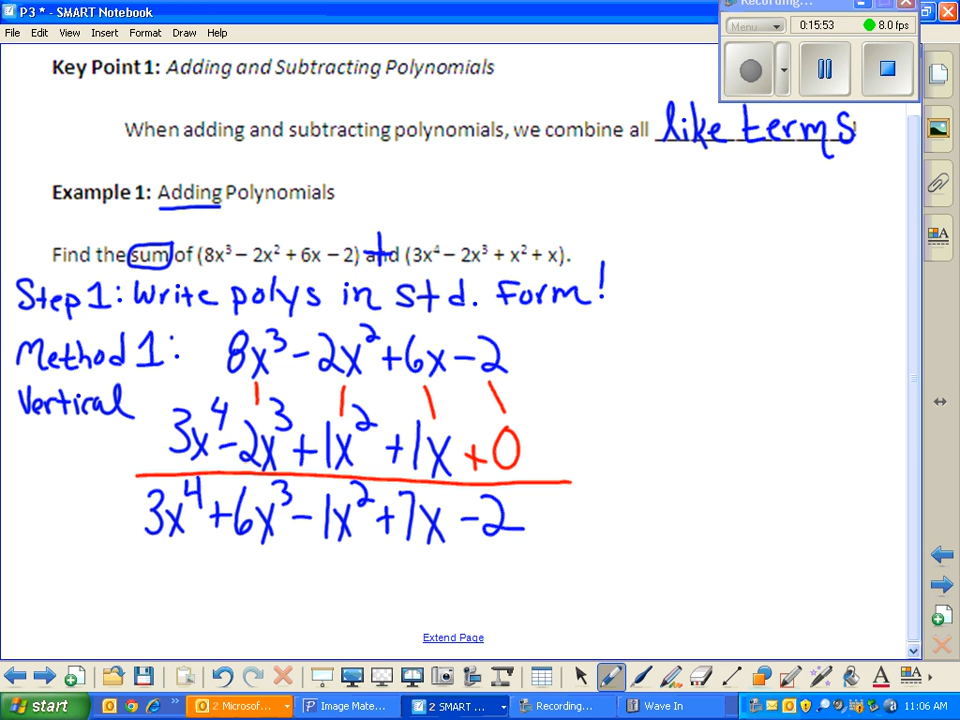 P3 * - SMART Notebook
Recording...
File Edit View Insert Format Draw Help
Menu
0:15:53
8.0 fps
Key Point 1: Adding and Subtracting Polynomials
When adding and subtracting polynomials, we combine all like terms!
Example 1: Adding Polynomials
Find the sum of (8x³ – 2x² + 6x – 2) and (3x⁴ – 2x³ + x² + x).
+
Step 1: Write polys in std. Form!
Method 1: 8x³ - 2x² + 6x - 2
Vertical
3x⁴ - 2x³ + 1x² + 1x + 0
3x⁴ + 6x³ - 1x² + 7x - 2
Extend Page
start
2 Microsof...
Image Mate...
2 SMART ...
Recording...
Wave In
11:06 AM